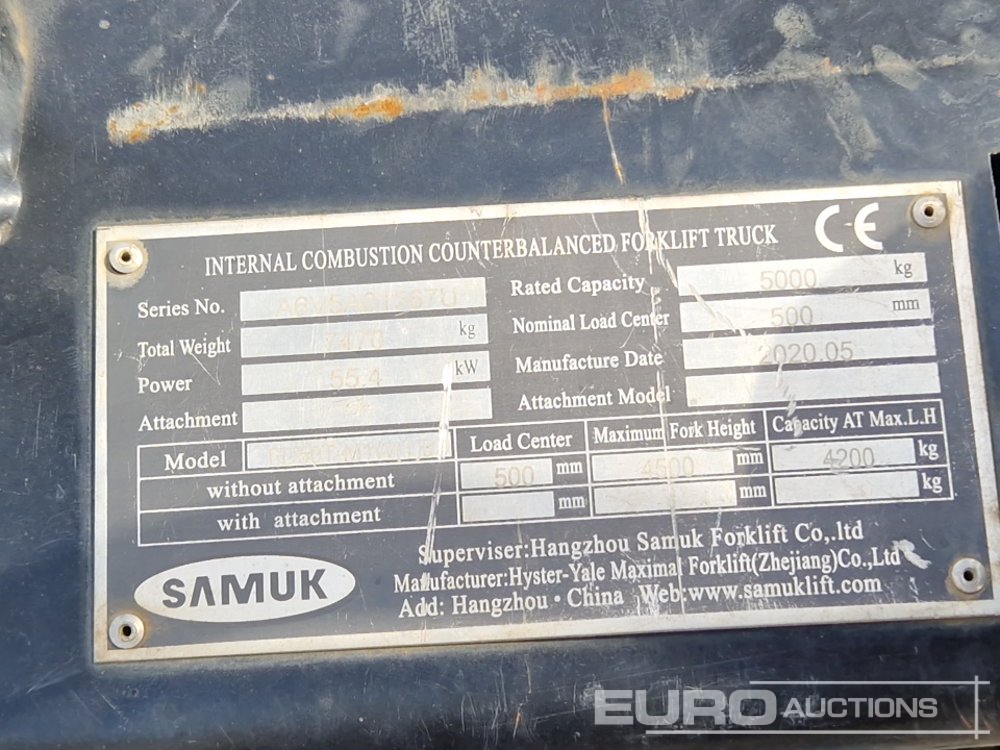 INTERNAL COMBUSTION COUNTERBALANCED FORKLIFT TRUCK CE
Series No.
Total Weight 7470 kg
Power 55.4 kW
Attachment
Rated Capacity 5000 kg
Nominal Load Center 500 mm
Manufacture Date 2020.05
Attachment Model
Model Load Center Maximum Fork Height Capacity AT Max.L.H
without attachment 500 mm 4500 mm 4200 kg
with attachment mm mm kg
SAMUK
Superviser:Hangzhou Samuk Forklift Co,.ltd
Manufacturer:Hyster-Yale Maximal Forklift(Zhejiang)Co.,Ltd
Add: Hangzhou • China Web:www.samuklift.com
EURO AUCTIONS